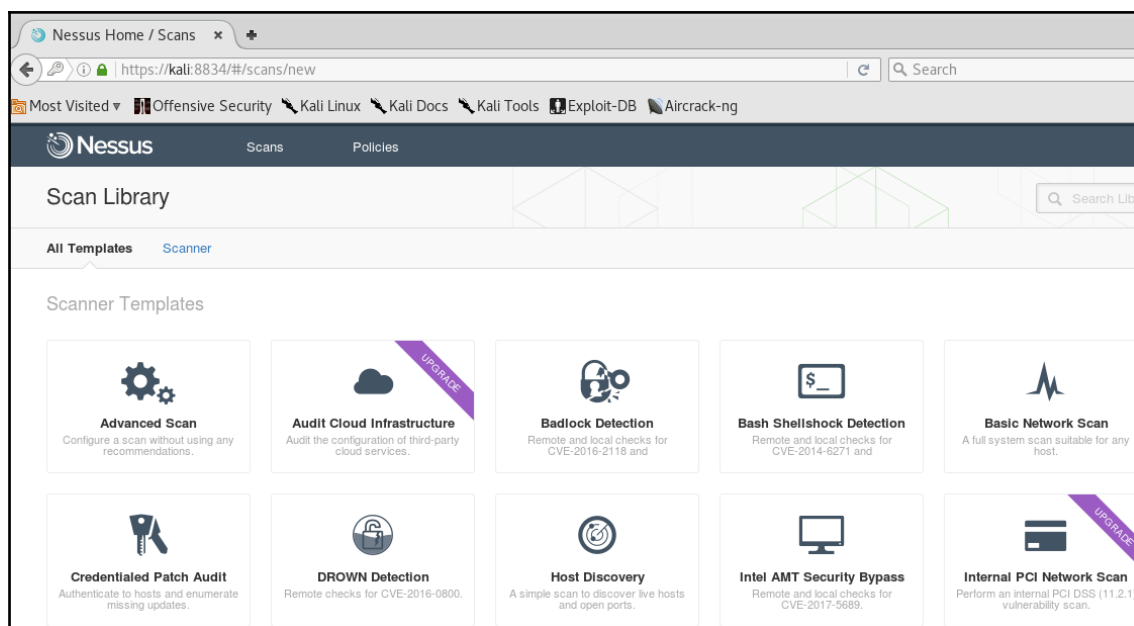 Nessus Home / Scans
https://kali:8834/#/scans/new
Search
Most Visited
Offensive Security
Kali Linux
Kali Docs
Kali Tools
Exploit-DB
Aircrack-ng
Nessus
Scans
Policies
Scan Library
Search Lib
All Templates
Scanner
Scanner Templates
UPGRADE
$_
Advanced Scan
Configure a scan without using any
recommendations.
Audit Cloud Infrastructure
Audit the configuration of third-party
cloud services.
Badlock Detection
Remote and local checks for
CVE-2016-2118 and
Bash Shellshock Detection
Remote and local checks for
CVE-2014-6271 and
Basic Network Scan
A full system scan suitable for any
host.
UPGRADE
Credentialed Patch Audit
Authenticate to hosts and enumerate
missing updates.
DROWN Detection
Remote checks for CVE-2016-0800.
Host Discovery
A simple scan to discover live hosts
and open ports.
Intel AMT Security Bypass
Remote and local checks for
CVE-2017-5689.
Internal PCI Network Scan
Perform an internal PCI DSS (11.2.1)
vulnerability scan.